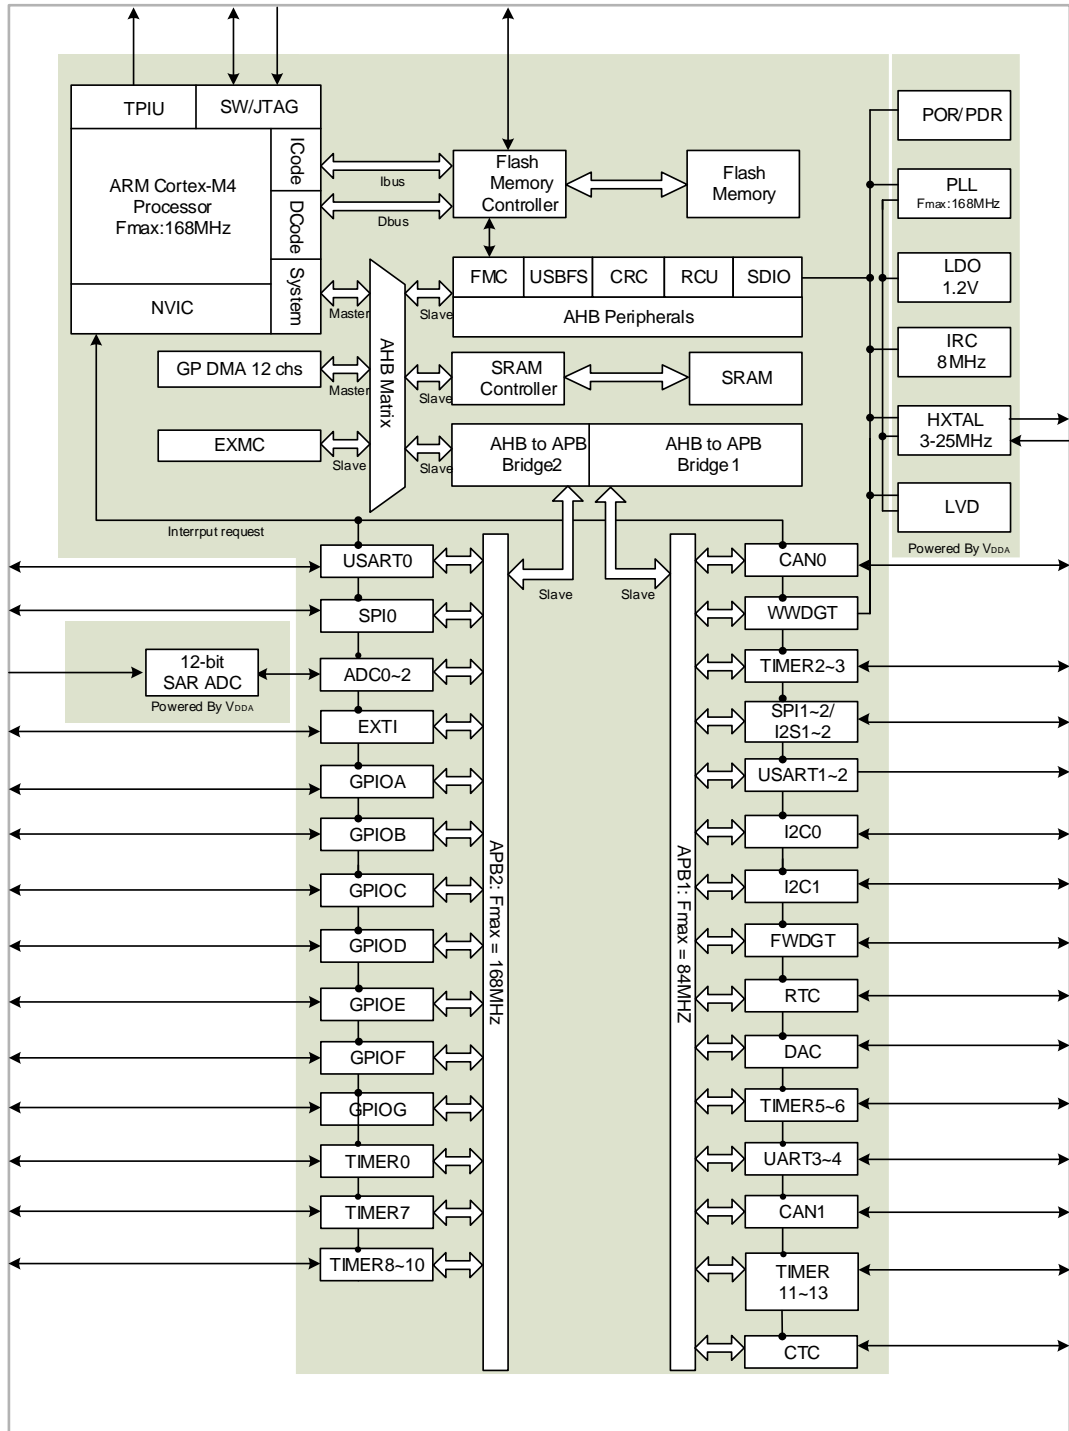 TPIU
SW/JTAG
ARM Cortex-M4
Processor
Fmax:168MHz
ICode
DCode
System
NVIC
Ibus
Dbus
Flash
Memory
Controller
Flash
Memory
FMC
USBFS
CRC
RCU
SDIO
AHB Peripherals
Master
Slave
AHB Matrix
GP DMA 12 chs
Master
Slave
SRAM
Controller
SRAM
EXMC
Slave
Slave
AHB to APB
Bridge2
AHB to APB
Bridge1
POR/PDR
PLL
Fmax:168MHz
LDO
1.2V
IRC
8MHz
HXTAL
3-25MHz
LVD
Powered By VDDA
Interrput request
Slave
Slave
USART0
SPI0
12-bit
SAR ADC
Powered By VDDA
ADC0~2
EXTI
GPIOA
GPIOB
GPIOC
GPIOD
GPIOE
GPIOF
GPIOG
TIMER0
TIMER7
TIMER8~10
APB2: Fmax = 168MHz
APB1: Fmax = 84MHZ
CAN0
WWDGT
TIMER2~3
SPI1~2/
I2S1~2
USART1~2
I2C0
I2C1
FWDGT
RTC
DAC
TIMER5~6
UART3~4
CAN1
TIMER
11~13
CTC